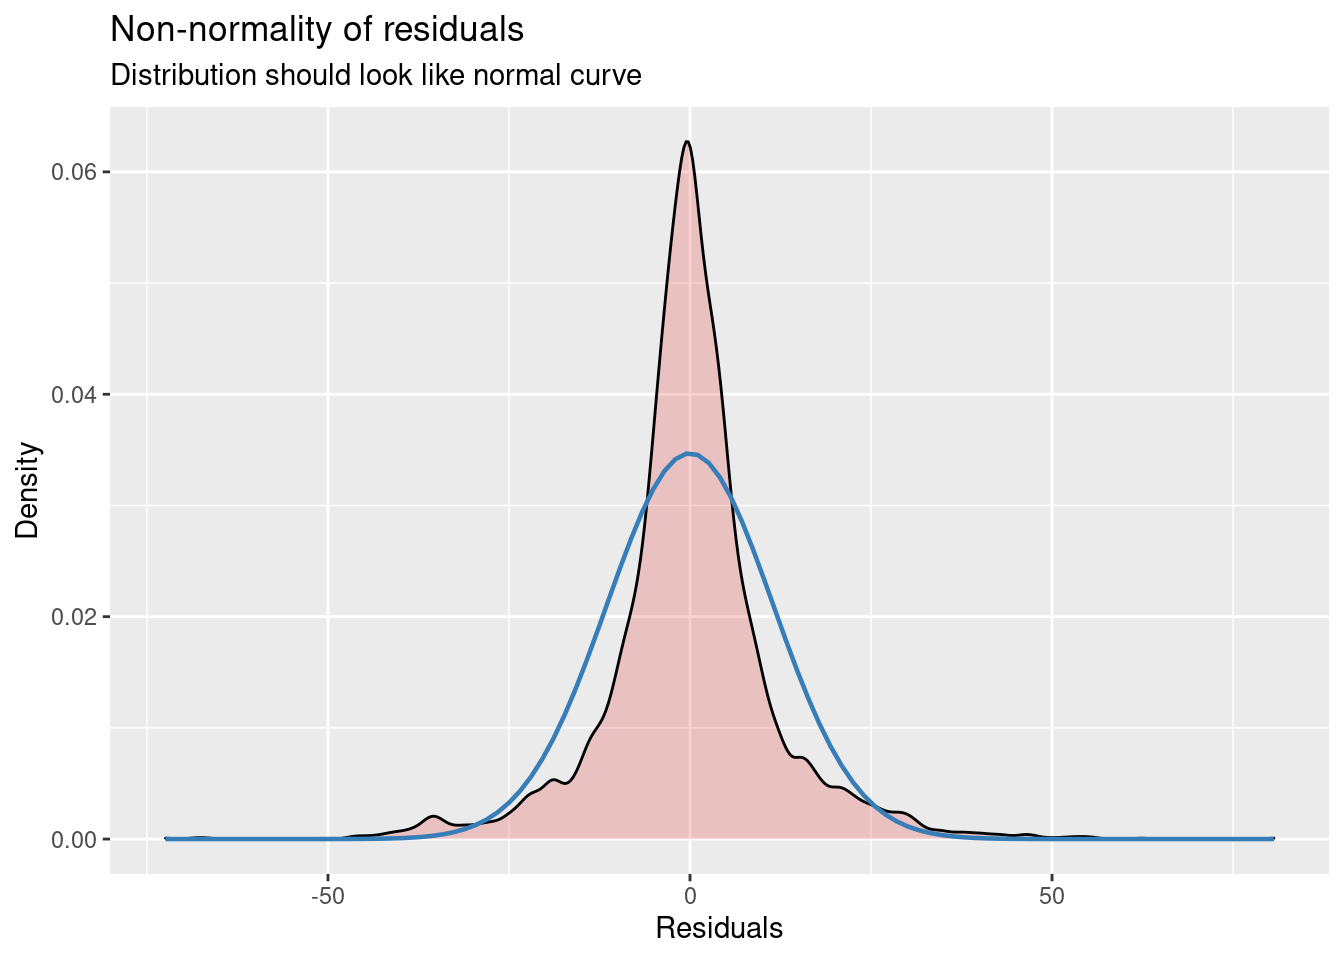 Non-normality of residuals
Distribution should look like normal curve
0.06
0.04
0.02
0.00
Density
-50
0
50
Residuals